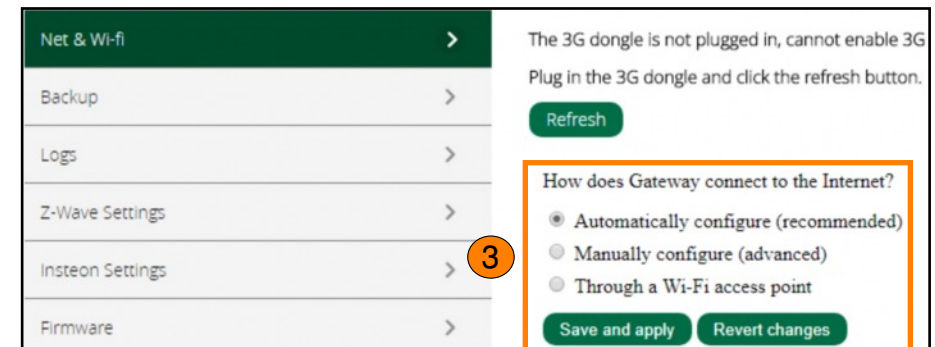 Net & Wi-fi
Backup
Logs
Z-Wave Settings
Insteon Settings
Firmware
The 3G dongle is not plugged in, cannot enable 3G
Plug in the 3G dongle and click the refresh button.
Refresh
3
How does Gateway connect to the Internet?
Automatically configure (recommended)
Manually configure (advanced)
Through a Wi-Fi access point
Save and apply Revert changes